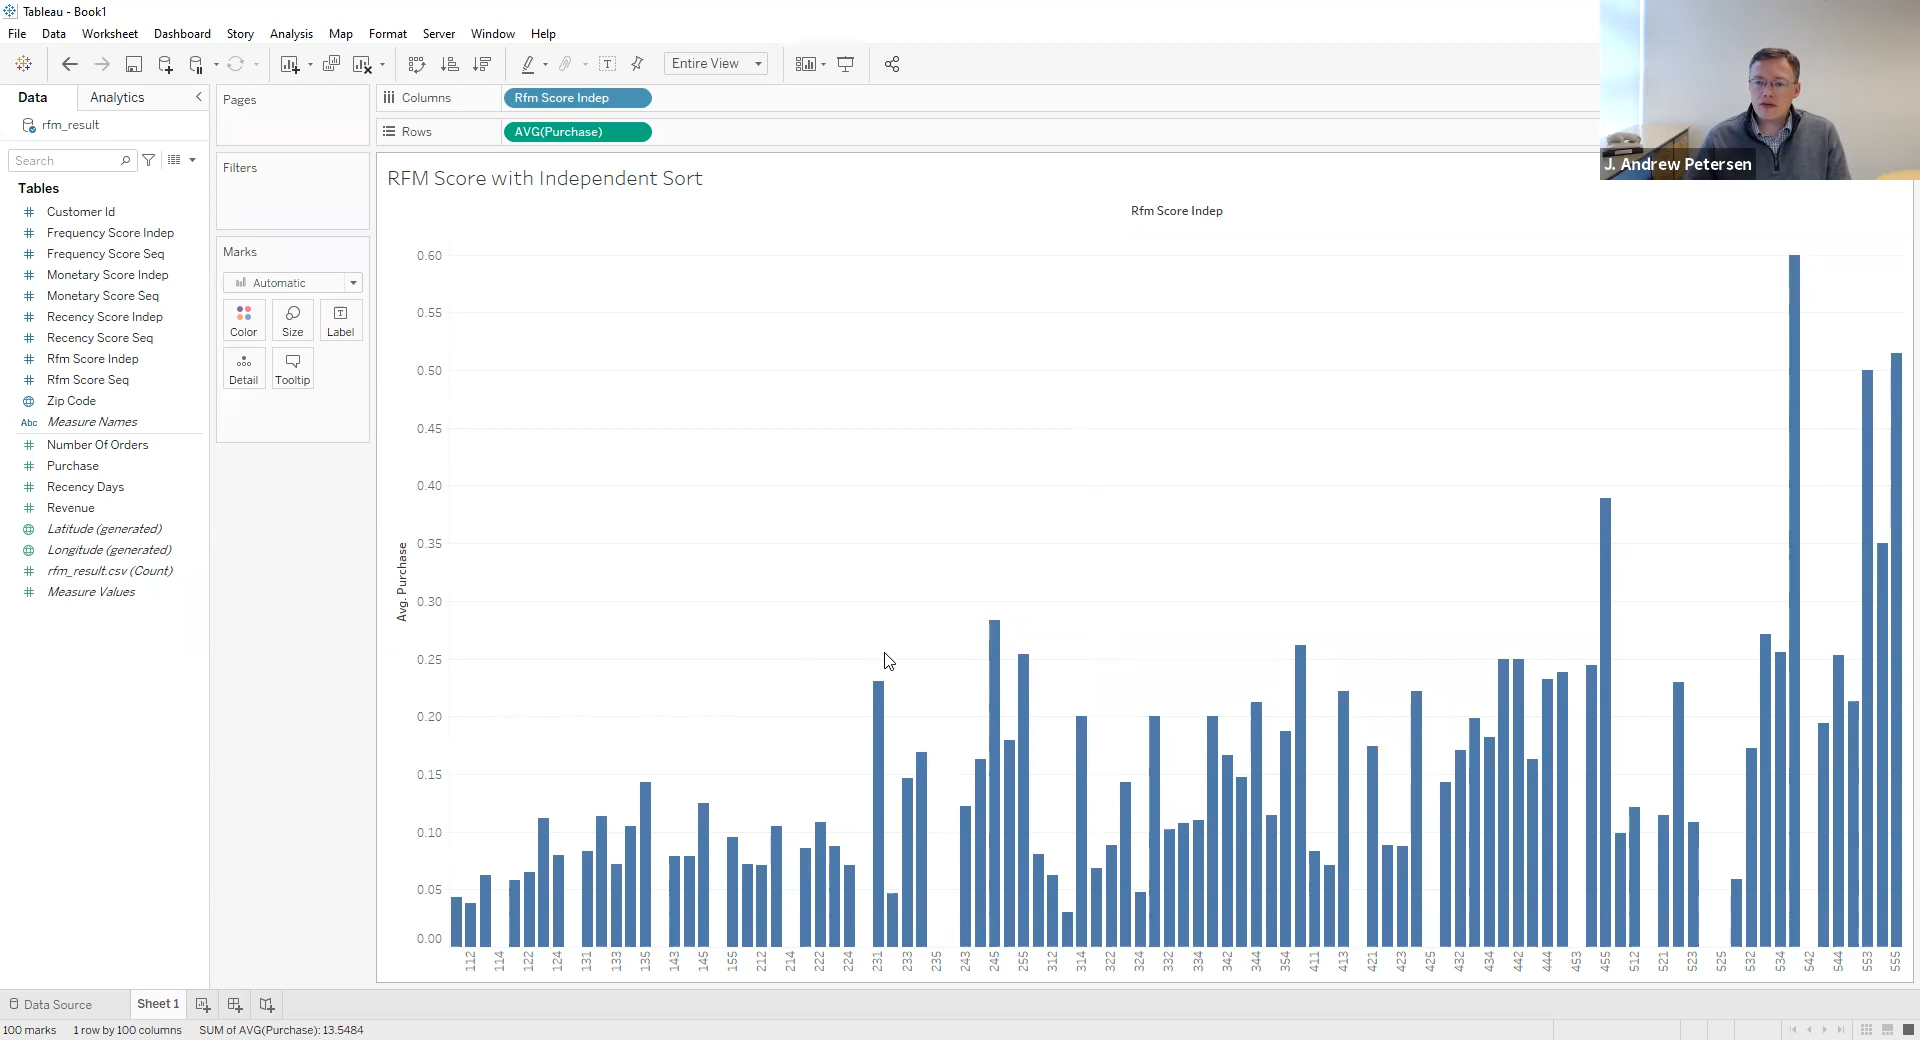 Tableau - Book1
File Data Worksheet Dashboard Story Analysis Map Format Server Window Help
Entire View
Data Analytics
rfm_result
Search
Tables
Customer Id
Frequency Score Indep
Frequency Score Seq
Monetary Score Indep
Monetary Score Seq
Recency Score Indep
Recency Score Seq
Rfm Score Indep
Rfm Score Seq
Zip Code
Abc Measure Names
Number Of Orders
Purchase
Recency Days
Revenue
Latitude (generated)
Longitude (generated)
rfm_result.csv (Count)
Measure Values
Pages
Filters
Marks
Automatic
Color Size Label
Detail Tooltip
Columns Rfm Score Indep
Rows AVG(Purchase)
J. Andrew Petersen
RFM Score with Independent Sort
Rfm Score Indep
Avg. Purchase
0.60
0.55
0.50
0.45
0.40
0.35
0.30
0.25
0.20
0.15
0.10
0.05
0.00
112 114 122 124 131 133 135 143 145 155 212 214 222 224 231 233 235 243 245 255 312 314 322 324 332 334 342 344 354 411 413 421 423 425 432 434 442 444 453 455 512 521 523 525 532 534 542 544 553 555
Data Source Sheet 1
100 marks 1 row by 100 columns SUM of AVG(Purchase): 13.5484